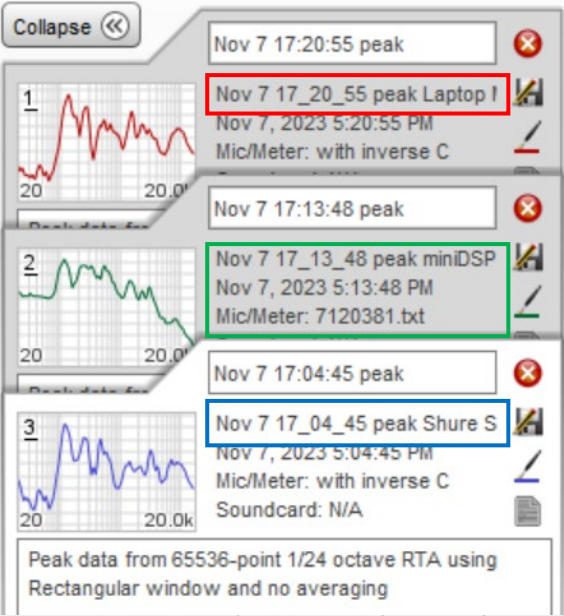 Collapse
Nov 7 17:20:55 peak
1
Nov 7 17_20_55 peak Laptop
Nov 7, 2023 5:20:55 PM
Mic/Meter: with inverse C
20 20.0
Nov 7 17:13:48 peak
2
Nov 7 17_13_48 peak miniDSP
Nov 7, 2023 5:13:48 PM
Mic/Meter: 7120381.txt
20 20.0
Nov 7 17:04:45 peak
3
Nov 7 17_04_45 peak Shure S
Nov 7, 2023 5:04:45 PM
Mic/Meter: with inverse C
Soundcard: N/A
20 20.0k
Peak data from 65536-point 1/24 octave RTA using
Rectangular window and no averaging